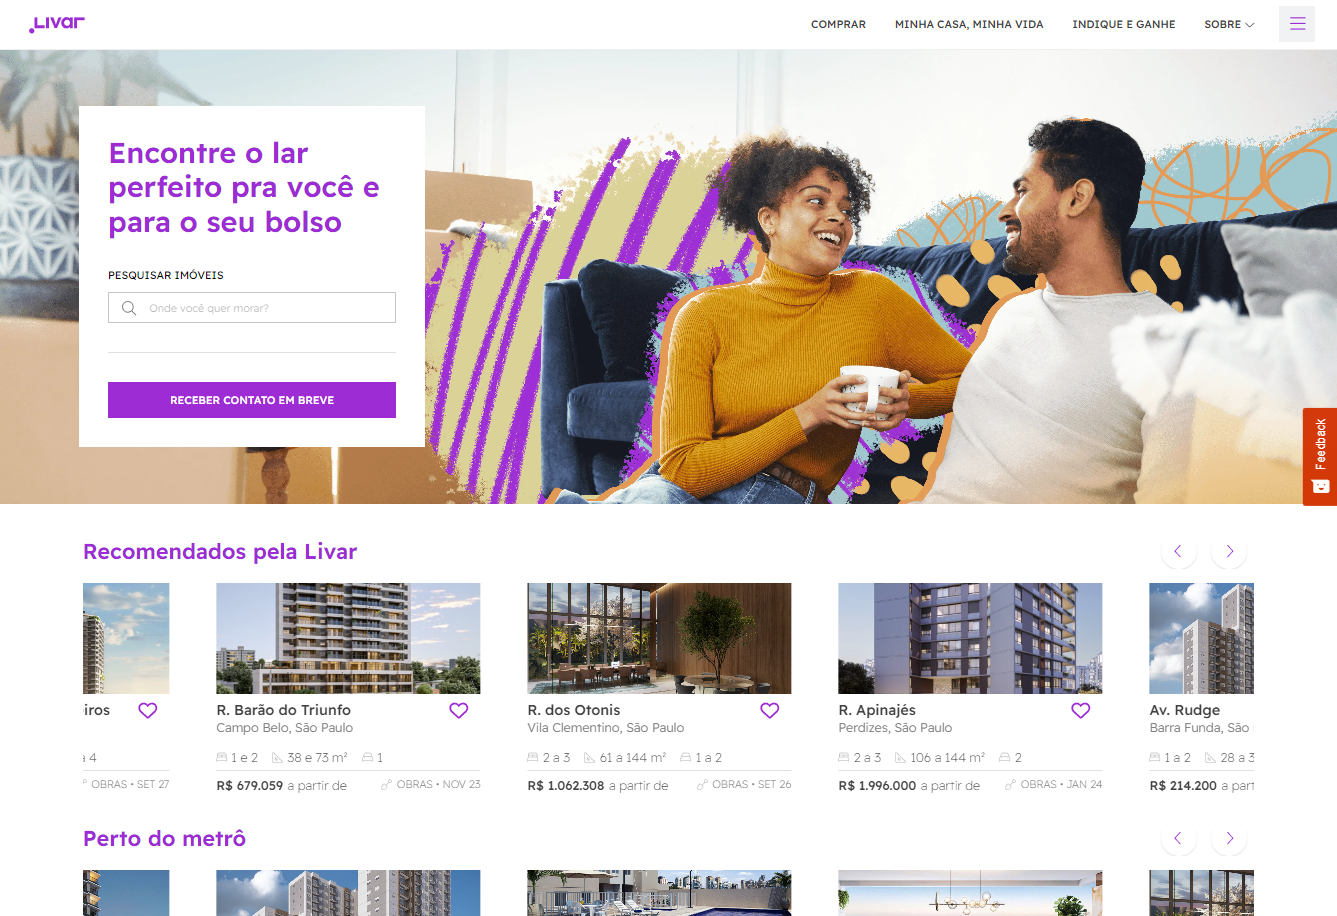 Livar
COMPRAR
MINHA CASA, MINHA VIDA
INDIQUE E GANHE
SOBRE
Encontre o lar
perfeito pra você e
para o seu bolso
PESQUISAR IMÓVEIS
Onde você quer morar?
RECEBER CONTATO EM BREVE
Feedback
Recomendados pela Livar
iros
a 4
OBRAS • SET 27
R. Barão do Triunfo
Campo Belo, São Paulo
1 e 2 38 e 73 m² 1
R$ 679.059 a partir de OBRAS • NOV 23
R. dos Otonis
Vila Clementino, São Paulo
2 a 3 61 a 144 m² 1 a 2
R$ 1.062.308 a partir de OBRAS • SET 26
R. Apinajés
Perdizes, São Paulo
2 a 3 106 a 144 m² 2
R$ 1.996.000 a partir de OBRAS • JAN 24
Av. Rudge
Barra Funda, São
1 a 2 28 a 3
R$ 214.200 a part
Perto do metrô